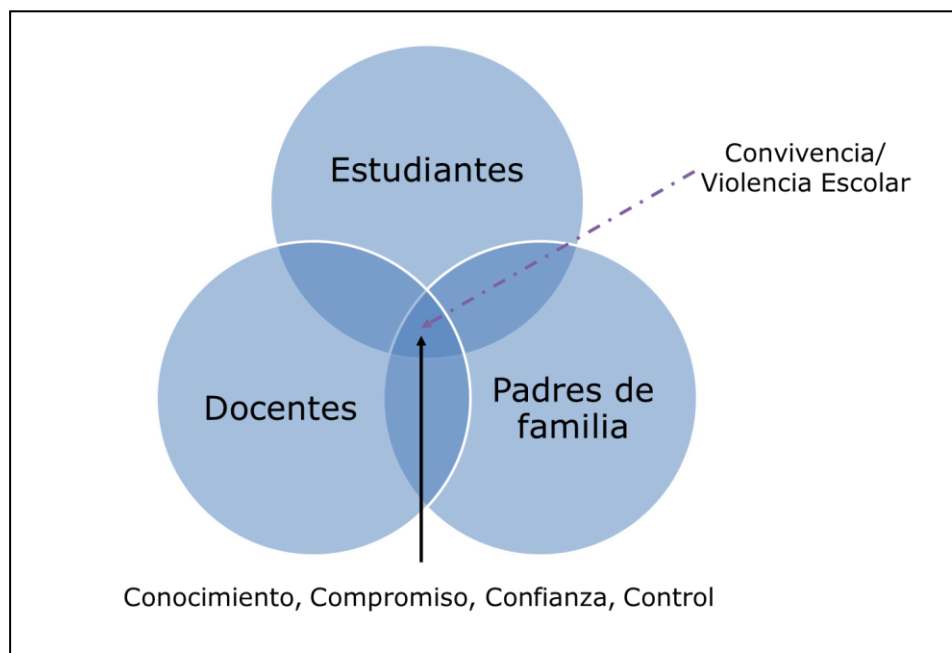 Estudiantes
Convivencia/
Violencia Escolar
Docentes
Padres de
familia
Conocimiento, Compromiso, Confianza, Control